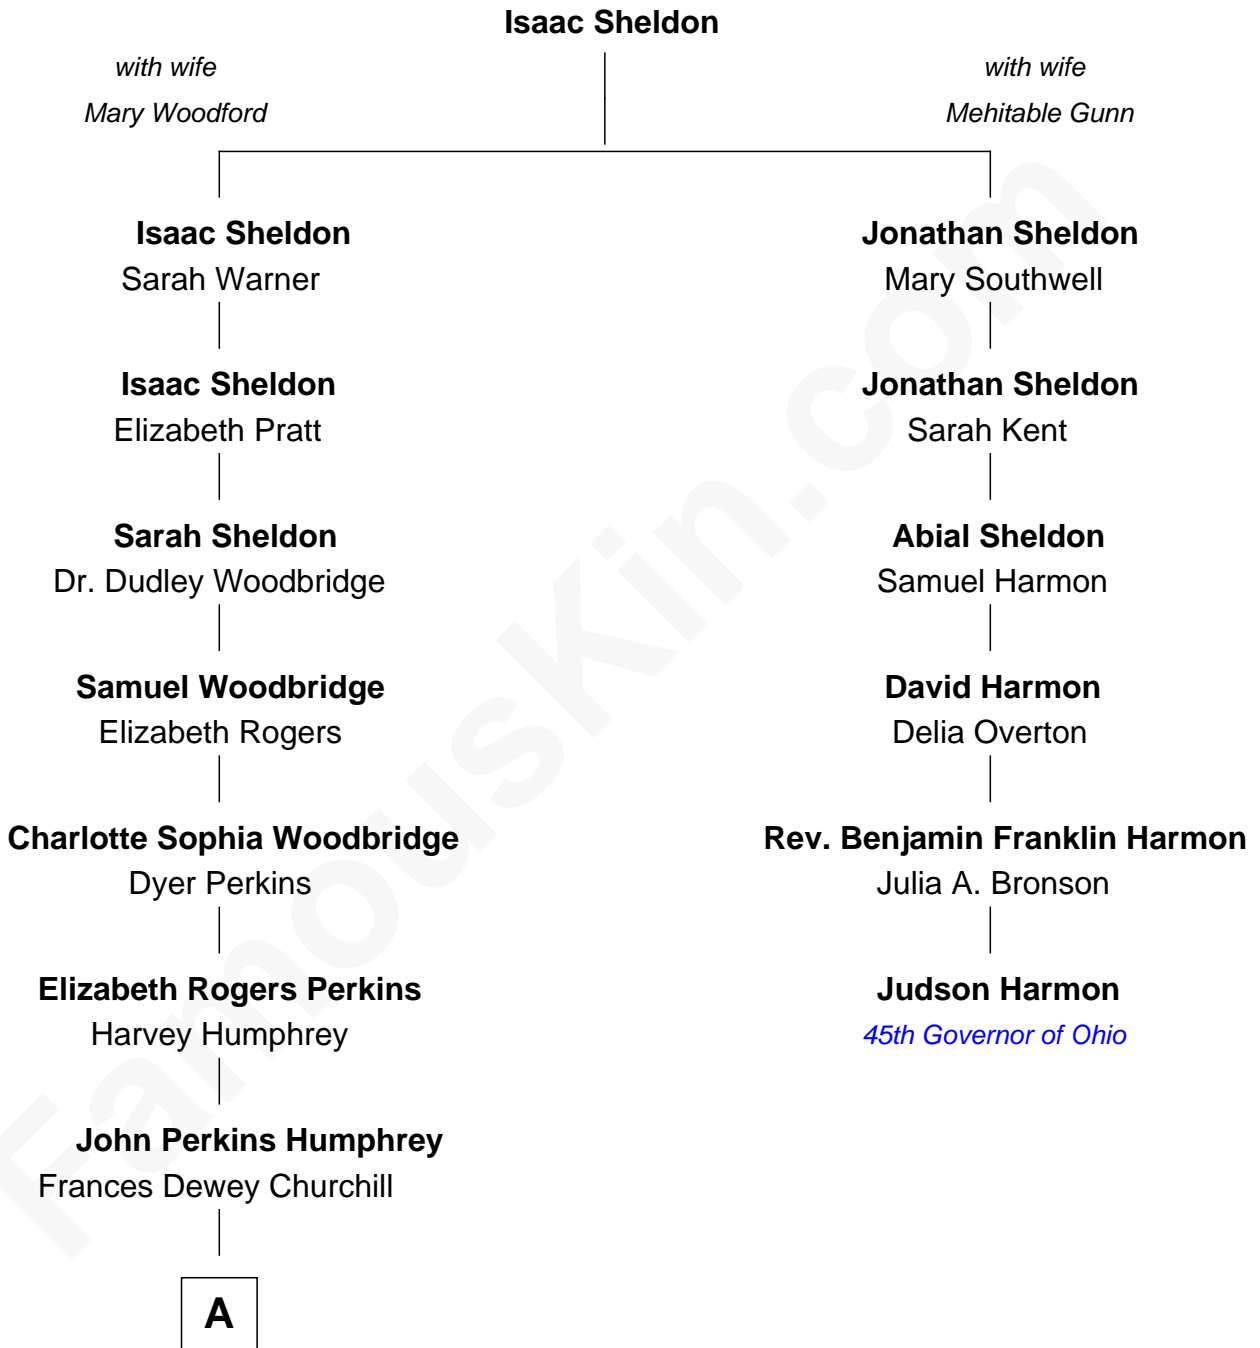 Isaac Sheldon
with wife
Mary Woodford
with wife
Mehitable Gunn
Isaac Sheldon
Sarah Warner
Jonathan Sheldon
Mary Southwell
Isaac Sheldon
Elizabeth Pratt
Jonathan Sheldon
Sarah Kent
Sarah Sheldon
Dr. Dudley Woodbridge
Abial Sheldon
Samuel Harmon
Samuel Woodbridge
Elizabeth Rogers
David Harmon
Delia Overton
Charlotte Sophia Woodbridge
Dyer Perkins
Rev. Benjamin Franklin Harmon
Julia A. Bronson
Elizabeth Rogers Perkins
Harvey Humphrey
Judson Harmon
45th Governor of Ohio
John Perkins Humphrey
Frances Dewey Churchill
A
FamousKin.com